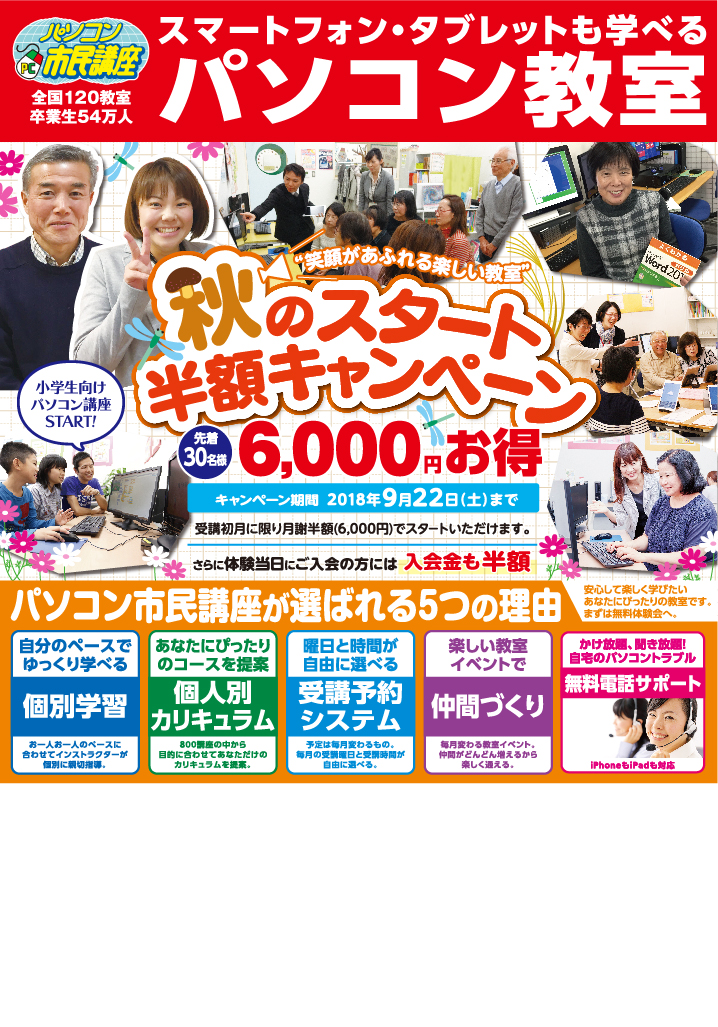 パソコン
市民講座
PC
全国120教室
卒業生54万人
スマートフォン・タブレットも学べる
パソコン教室
よくわかる
Word 20
“笑顔があふれる楽しい教室”
秋のスタート
半額キャンペーン
小学生向け
パソコン講座
START!
先着
30名様
6,000円お得
キャンペーン期間 2018年9月22日(土)まで
受講初月に限り月謝半額(6,000円)でスタートいただけます。
さらに体験当日にご入会の方には 入会金も半額
パソコン市民講座が選ばれる5つの理由
安心して楽しく学びたい
あなたにぴったりの教室です。
まずは無料体験会へ。
自分のペースで
ゆっくり学べる
個別学習
お一人お一人のペースに
合わせてインストラクターが
個別に親切指導。
あなたにぴったり
のコースを提案
個人別
カリキュラム
800講座の中から
目的に合わせてあなただけの
カリキュラムを提案。
曜日と時間が
自由に選べる
受講予約
システム
予定は毎月変わるもの。
毎月の受講曜日と受講時間が
自由に選べる。
楽しい教室
イベントで
仲間づくり
毎月変わる教室イベント。
仲間がどんどん増えるから
楽しく通える。
かけ放題、聞き放題!
自宅のパソコントラブル
無料電話サポート
iPhoneもiPadも対応